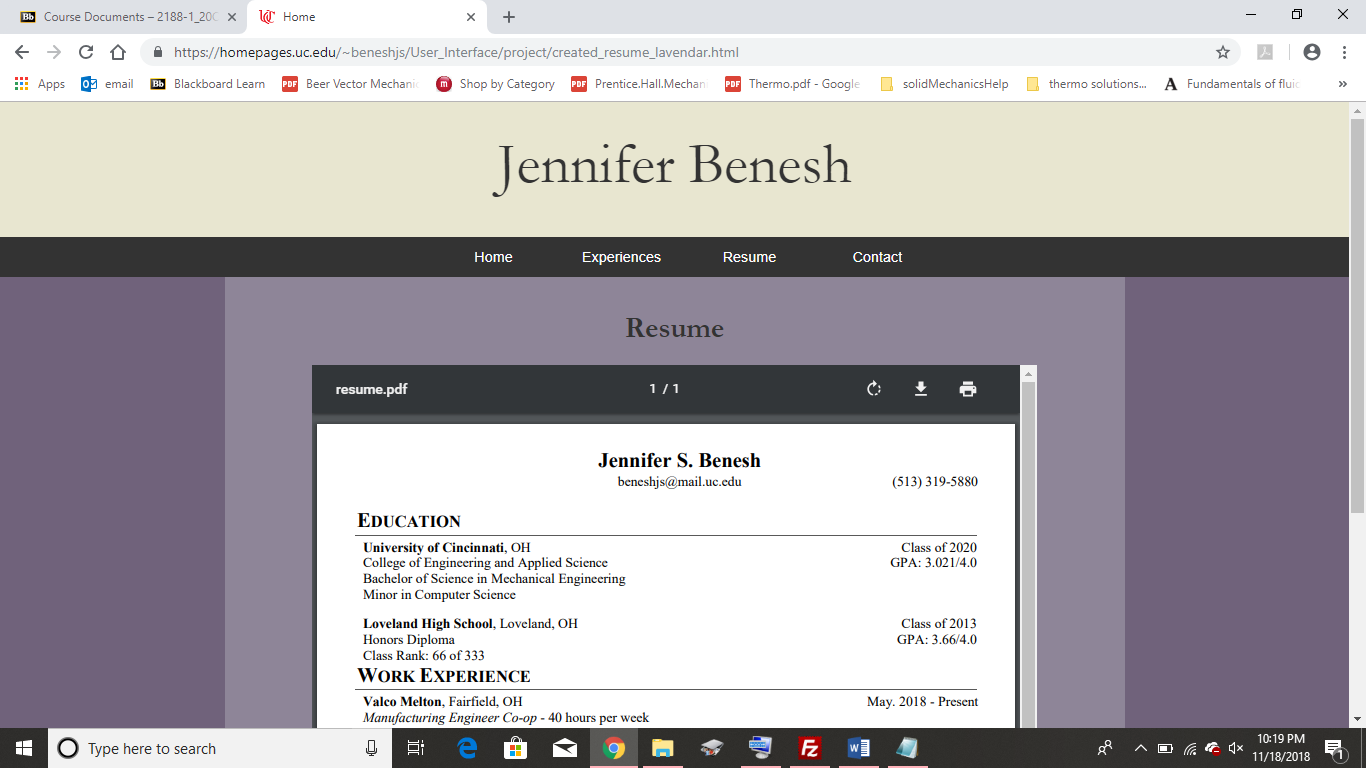 Bb Course Documents – 2188-1_20C
Home
https://homepages.uc.edu/~beneshjs/User_Interface/project/created_resume_lavendar.html
Apps email Bb Blackboard Learn PDF Beer Vector Mechanic m Shop by Category PDF Prentice.Hall.Mechan PDF Thermo.pdf - Google solidMechanicsHelp thermo solutions... A Fundamentals of fluid »
Jennifer Benesh
Home Experiences Resume Contact
Resume
resume.pdf 1 / 1
Jennifer S. Benesh
beneshjs@mail.uc.edu (513) 319-5880
EDUCATION
University of Cincinnati, OH Class of 2020
College of Engineering and Applied Science GPA: 3.021/4.0
Bachelor of Science in Mechanical Engineering
Minor in Computer Science
Loveland High School, Loveland, OH Class of 2013
Honors Diploma GPA: 3.66/4.0
Class Rank: 66 of 333
WORK EXPERIENCE
Valco Melton, Fairfield, OH May. 2018 - Present
Manufacturing Engineer Co-op - 40 hours per week
Type here to search
10:19 PM
11/18/2018
1